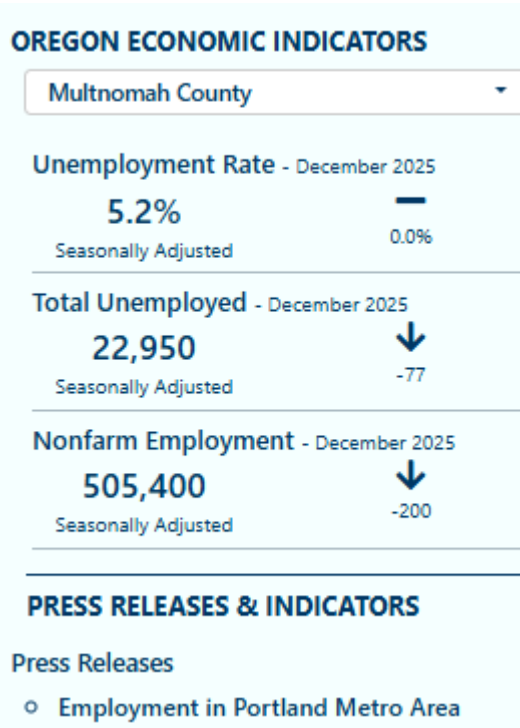 OREGON ECONOMIC INDICATORS
Multnomah County
Unemployment Rate - December 2025
5.2%
0.0%
Seasonally Adjusted
Total Unemployed - December 2025
22,950
-77
Seasonally Adjusted
Nonfarm Employment - December 2025
505,400
-200
Seasonally Adjusted
PRESS RELEASES & INDICATORS
Press Releases
Employment in Portland Metro Area